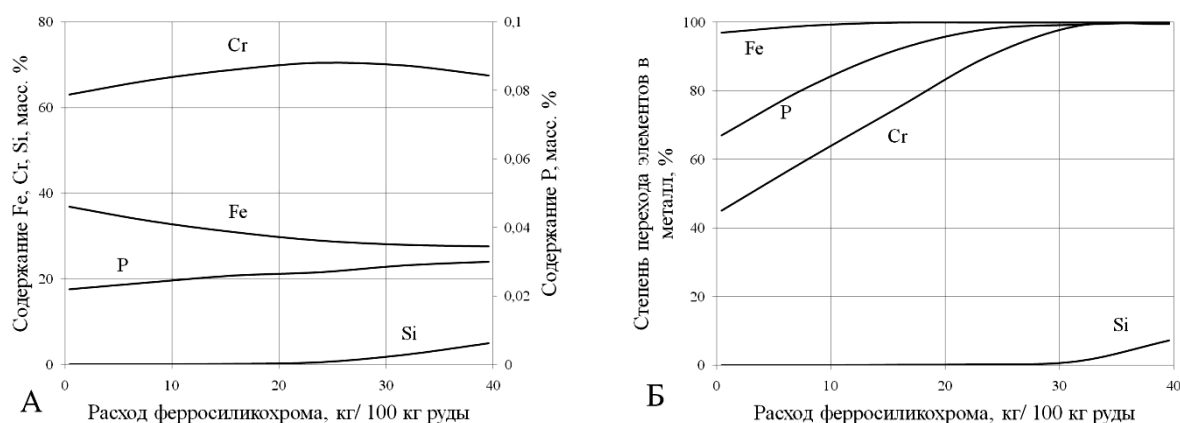 Содержание Fe, Cr, Si, масс. %
80
60
40
20
0
Cr
Fe
P
Si
0,1
0,08
0,06
0,04
0,02
0
Содержание P, масс. %
0 10 20 30 40
Расход ферросиликохрома, кг/ 100 кг руды
А
Степень перехода элементов в
металл, %
100
80
60
40
20
0
Fe
P
Cr
Si
0 10 20 30 40
Расход ферросиликохрома, кг/ 100 кг руды
Б